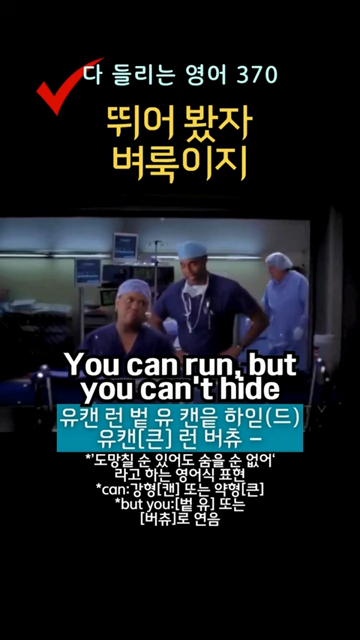 다 들리는 영어 370
뛰어 봤자
벼룩이지
You can run, but
you can't hide
유캔 런 벝 유 캔읕 하읻(드)
유캔[큰] 런 버츄 –
*'도망칠 순 있어도 숨을 순 없어'
라고 하는 영어식 표현
*can:강형[캔] 또는 약형[큰]
*but you:[벝 유] 또는
[버츄]로 연음